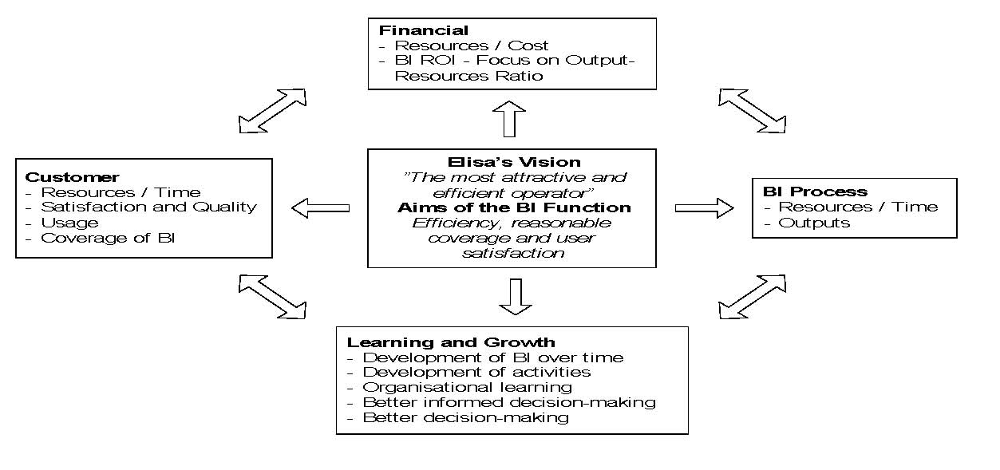 Financial
- Resources / Cost
- BI ROI - Focus on Output-
Resources Ratio
Customer
- Resources / Time
- Satisfaction and Quality
- Usage
- Coverage of BI
Elisa's Vision
"The most attractive and
efficient operator"
Aims of the BI Function
Efficiency, reasonable
coverage and user
satisfaction
BI Process
- Resources / Time
- Outputs
Learning and Growth
- Development of BI over time
- Development of activities
- Organisational learning
- Better informed decision-making
- Better decision-making